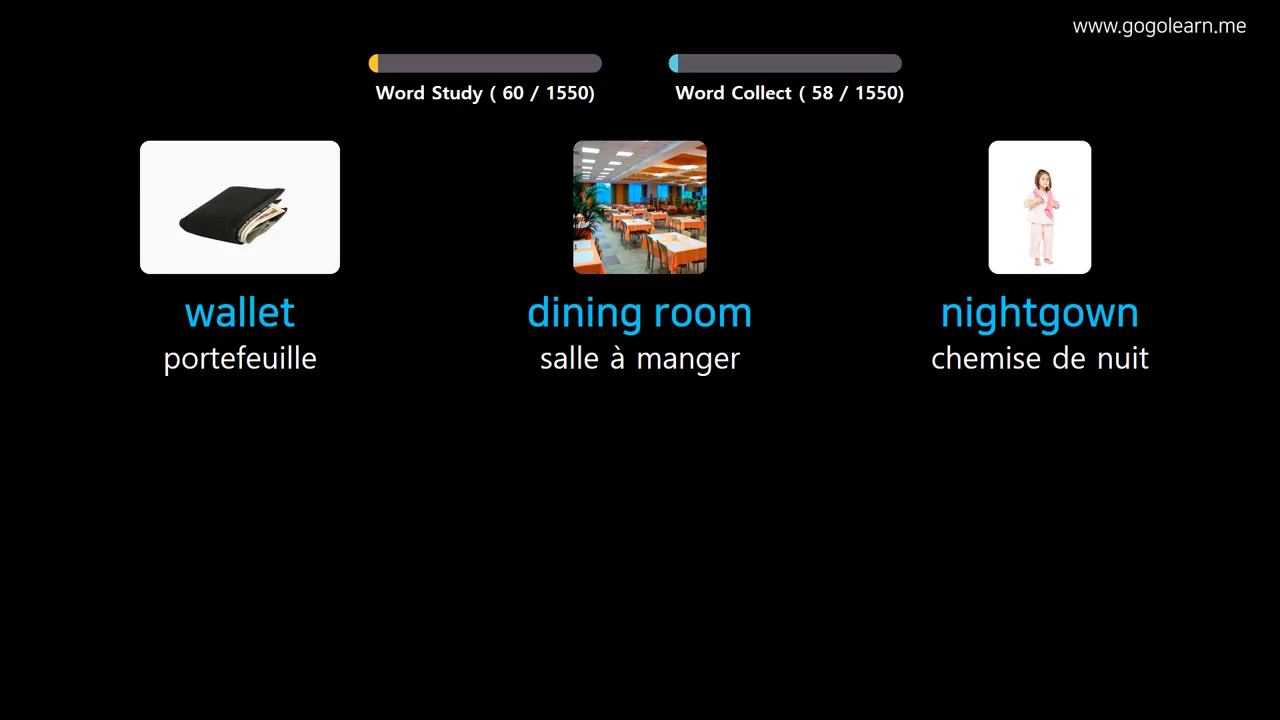 www.gogolearn.me
Word Study ( 60 / 1550)
Word Collect ( 58 / 1550)
wallet
portefeuille
dining room
salle à manger
nightgown
chemise de nuit